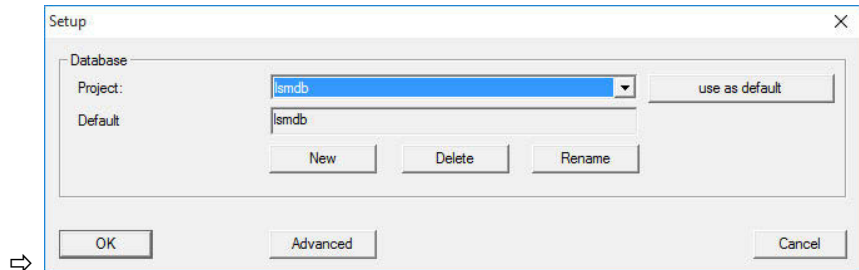 Setup
Database
Project: lsmdb use as default
Default lsmdb
New Delete Rename
OK Advanced Cancel